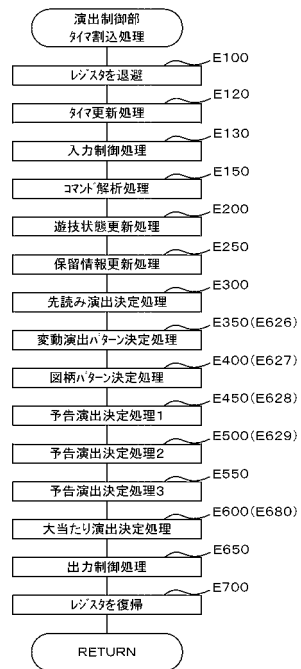 演出制御部
タイマ割込処理
E100
レジスタを退避
E120
タイマ更新処理
E130
入力制御処理
E150
コマンド解析処理
E200
遊技状態更新処理
E250
保留情報更新処理
E300
先読み演出決定処理
E350(E626)
変動演出パターン決定処理
E400(E627)
図柄パターン決定処理
E450(E628)
予告演出決定処理1
E500(E629)
予告演出決定処理2
E550
予告演出決定処理3
E600(E680)
大当たり演出決定処理
E650
出力制御処理
E700
レジスタを復帰
RETURN